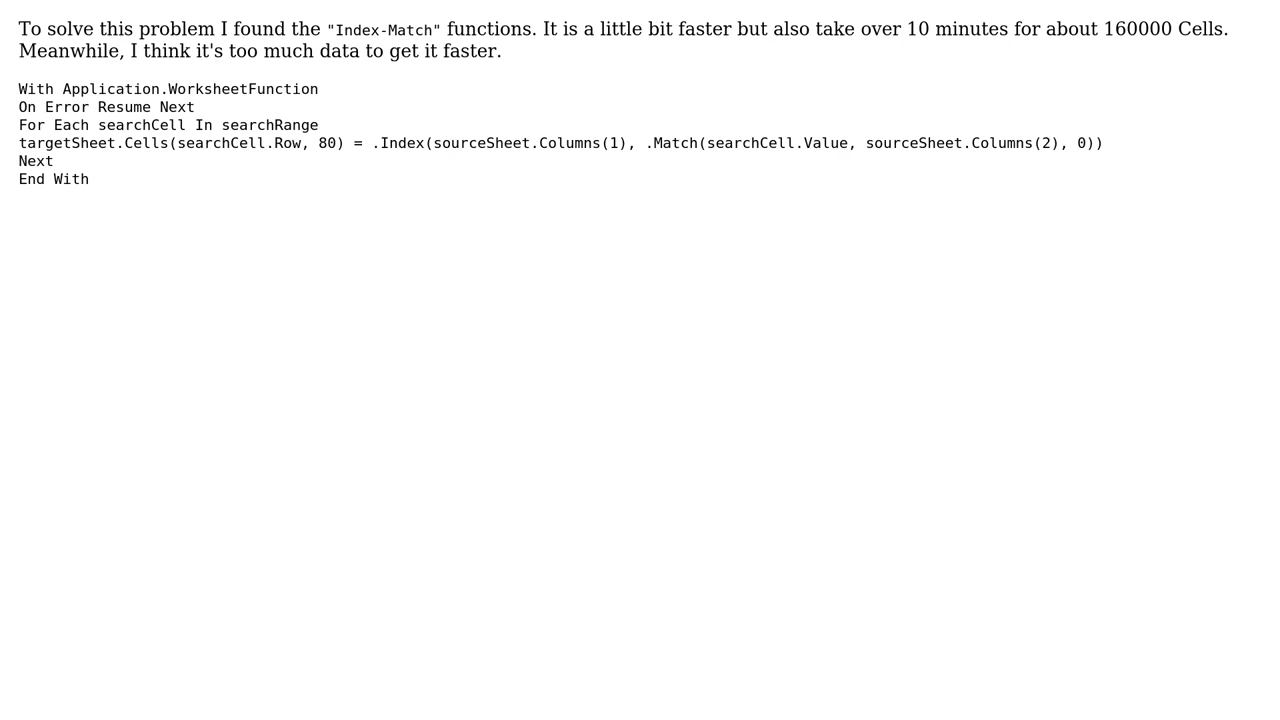 To solve this problem I found the "Index-Match" functions. It is a little bit faster but also take over 10 minutes for about 160000 Cells.
Meanwhile, I think it's too much data to get it faster.
With Application.WorksheetFunction
On Error Resume Next
For Each searchCell In searchRange
targetSheet.Cells(searchCell.Row, 80) = .Index(sourceSheet.Columns(1), .Match(searchCell.Value, sourceSheet.Columns(2), 0))
Next
End With